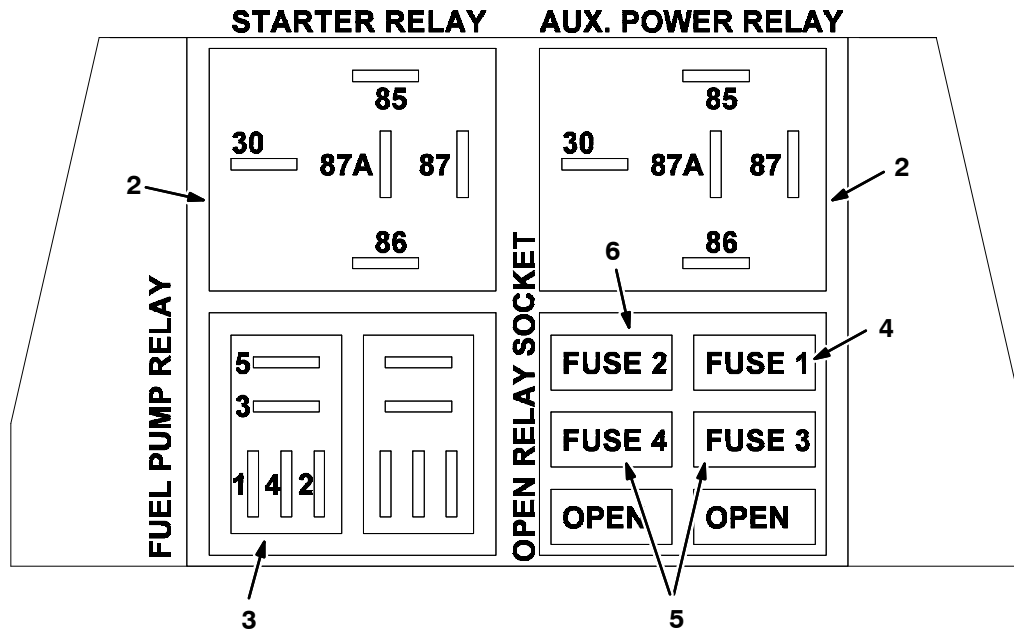 STARTER RELAY
AUX. POWER RELAY
85
30
87A
87
86
2
85
30
87A
87
86
2
FUEL PUMP RELAY
5
3
1
4
2
3
OPEN RELAY SOCKET
6
FUSE 2
FUSE 1
4
FUSE 4
FUSE 3
OPEN
OPEN
5